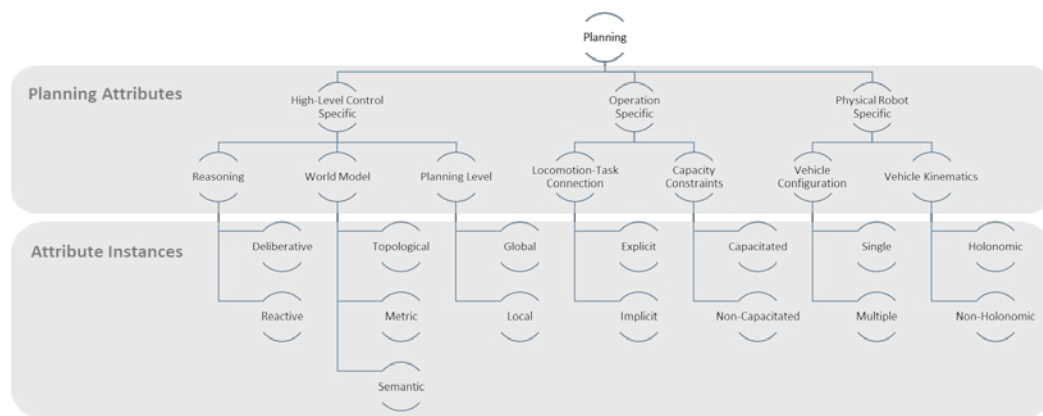 Planning
Planning Attributes
High-Level Control
Specific
Operation
Specific
Physical Robot
Specific
Reasoning
World Model
Planning Level
Locomotion-Task
Connection
Capacity
Constraints
Vehicle
Configuration
Vehicle Kinematics
Attribute Instances
Deliberative
Topological
Global
Explicit
Capacitated
Single
Holonomic
Reactive
Metric
Local
Implicit
Non-Capacitated
Multiple
Non-Holonomic
Semantic